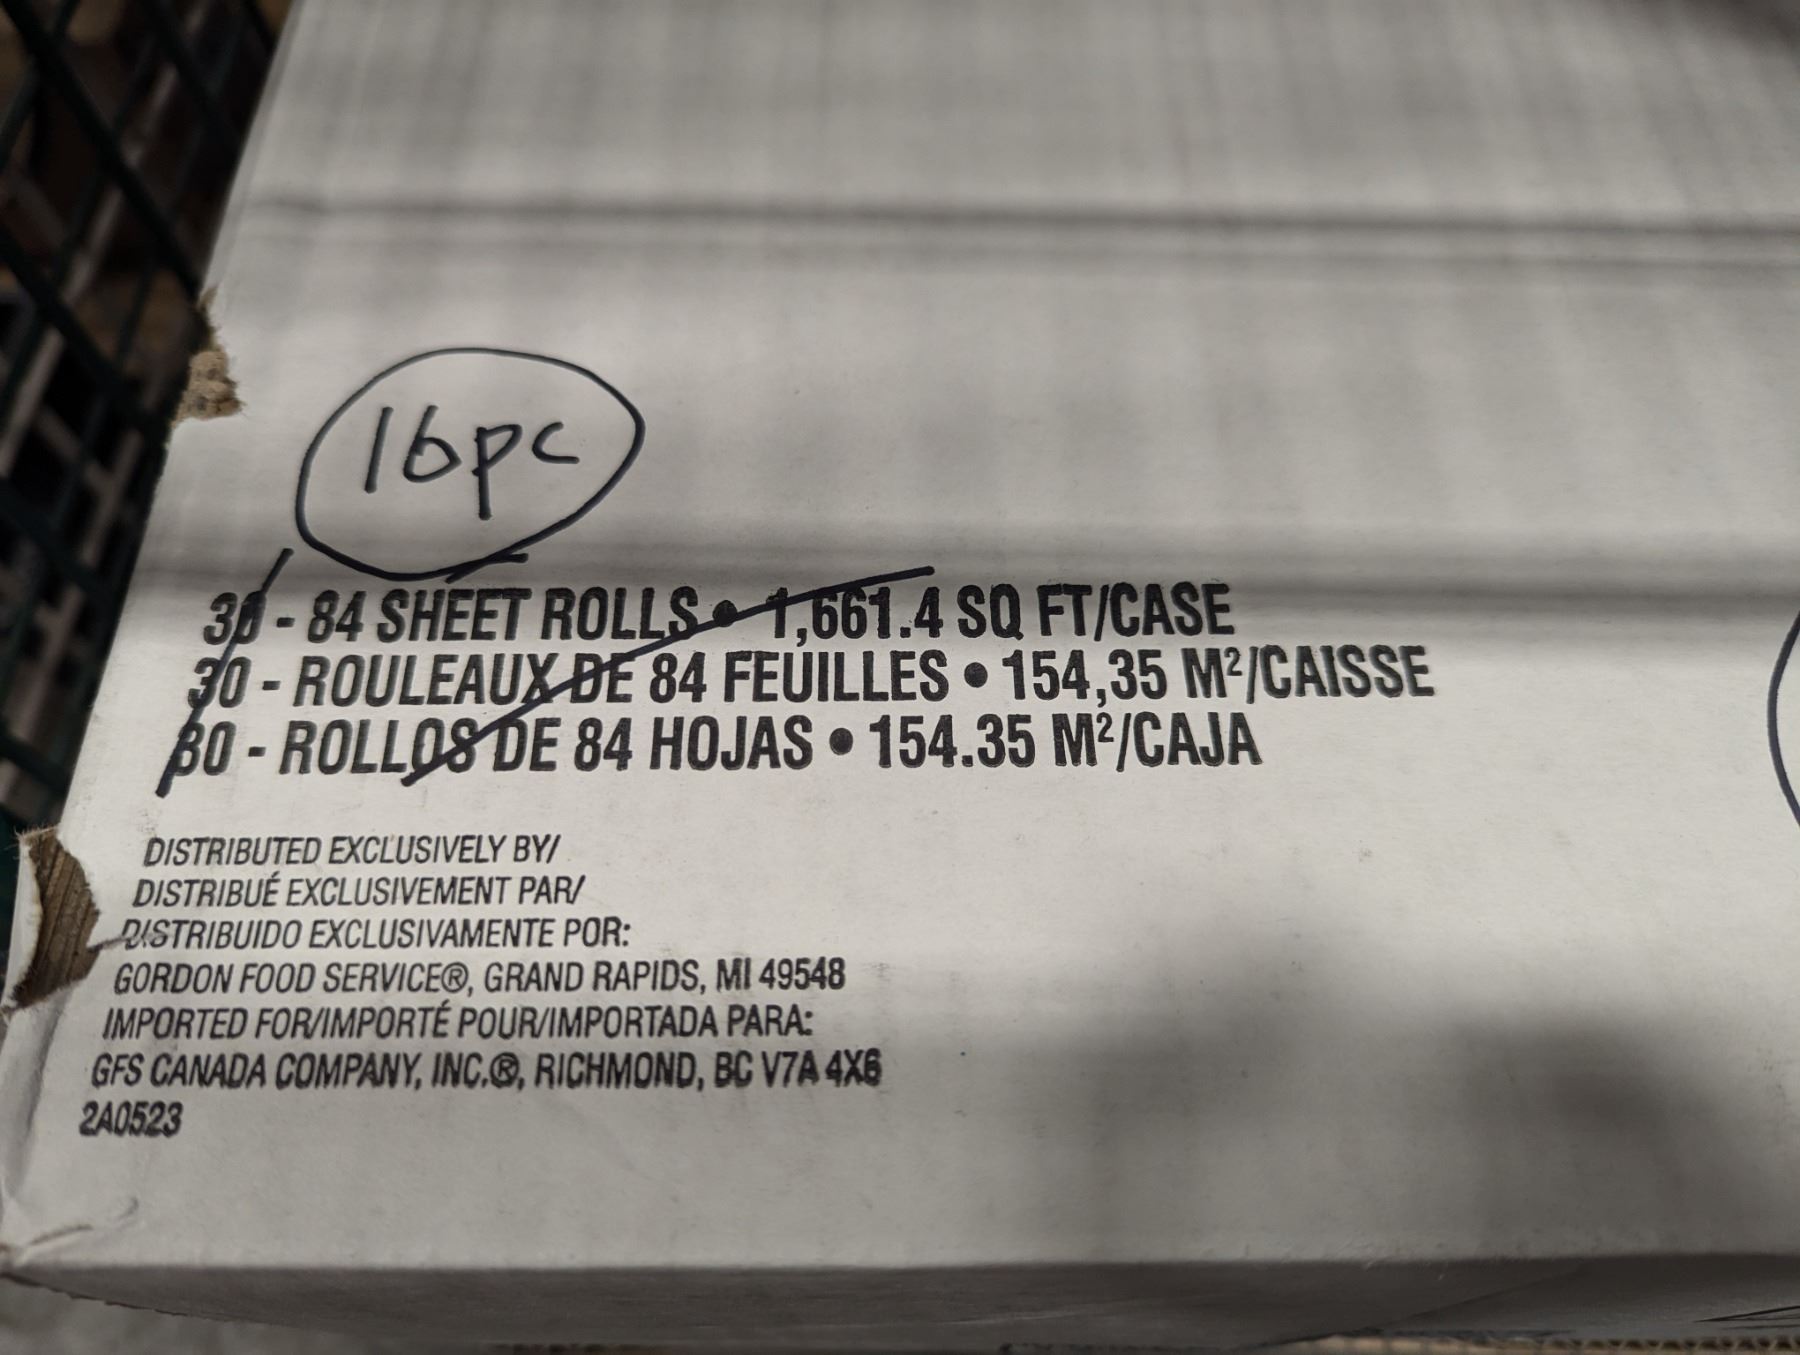 16pc
30 - 84 SHEET ROLLS • 1,661.4 SQ FT/CASE
30 - ROULEAUX DE 84 FEUILLES • 154,35 M²/CAISSE
30 - ROLLOS DE 84 HOJAS • 154.35 M²/CAJA
DISTRIBUTED EXCLUSIVELY BY/
DISTRIBUÉ EXCLUSIVEMENT PAR/
DISTRIBUIDO EXCLUSIVAMENTE POR:
GORDON FOOD SERVICE®, GRAND RAPIDS, MI 49548
IMPORTED FOR/IMPORTÉ POUR/IMPORTADA PARA:
GFS CANADA COMPANY, INC.®, RICHMOND, BC V7A 4X6
2A0523